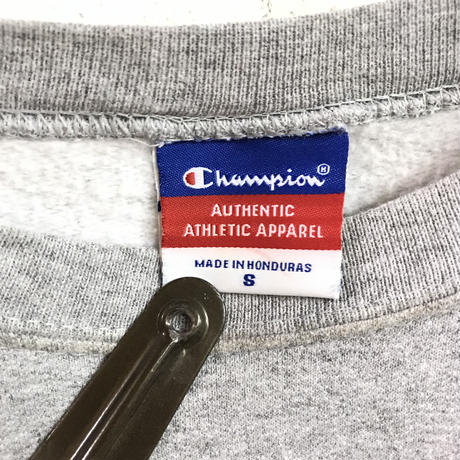 Champion®
AUTHENTIC
ATHLETIC APPAREL
MADE IN HONDURAS
S